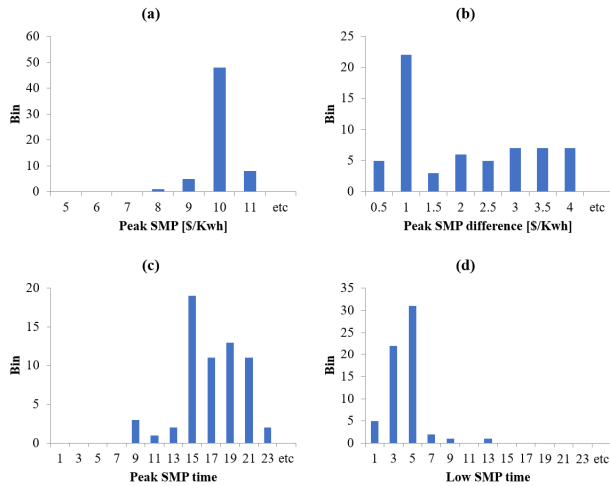 (a)
Bin
60
50
40
30
20
10
0
5 6 7 8 9 10 11 etc
Peak SMP [$/Kwh]
(b)
Bin
25
20
15
10
5
0
0.5 1 1.5 2 2.5 3 3.5 4 etc
Peak SMP difference [$/Kwh]
(c)
Bin
20
15
10
5
0
1 3 5 7 9 11 13 15 17 19 21 23 etc
Peak SMP time
(d)
Bin
35
30
25
20
15
10
5
0
1 3 5 7 9 11 13 15 17 19 21 23 etc
Low SMP time